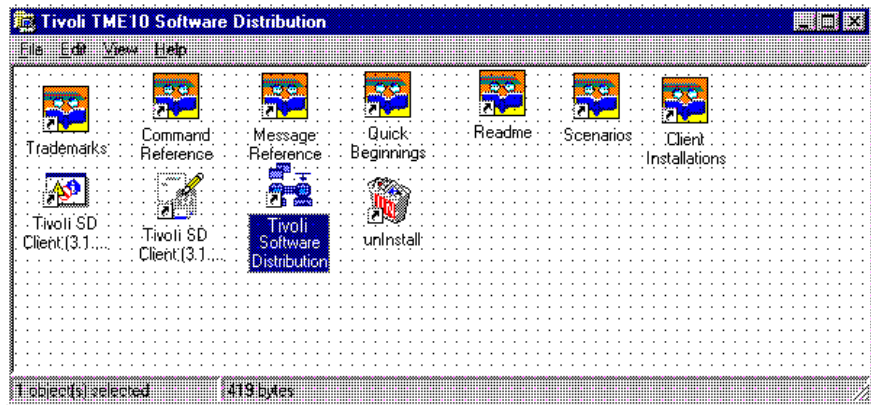 Tivoli TME10 Software Distribution
File Edit View Help
Trademarks
Command
Reference
Message
Reference
Quick
Beginnings
Readme
Scenarios
Client
Installations
Tivoli SD
Client (3.1....
Tivoli SD
Client (3.1....
Tivoli
Software
Distribution
unInstall
1 object(s) selected
419 bytes